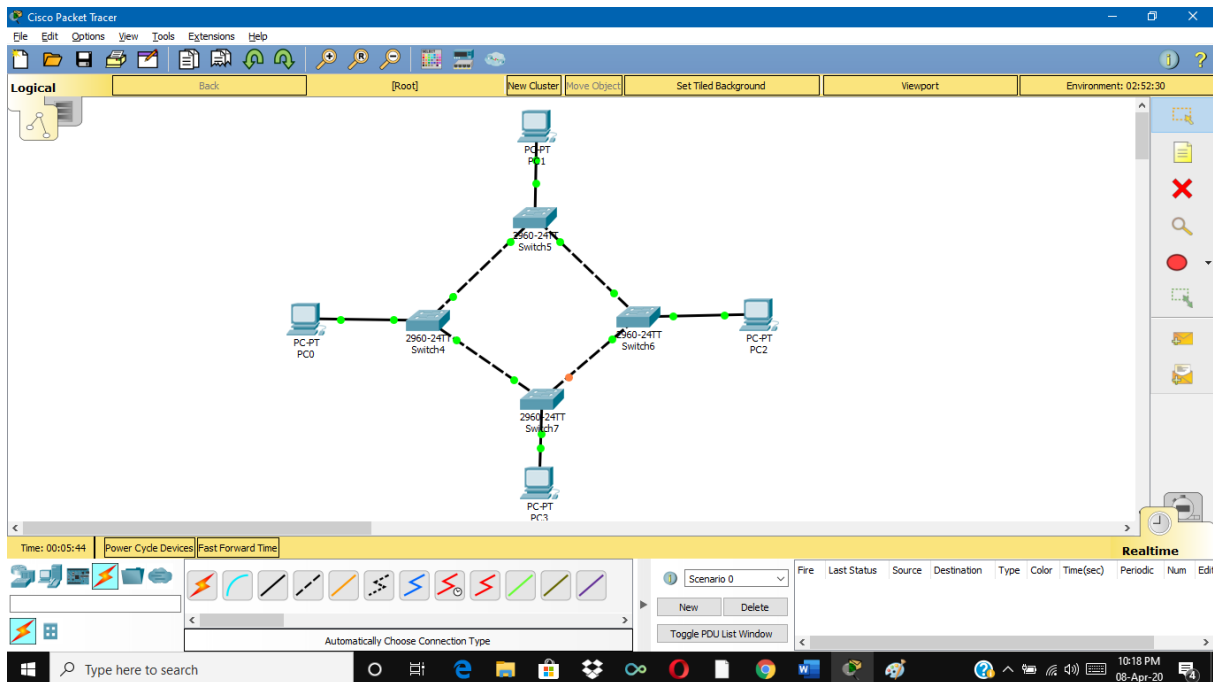 Cisco Packet Tracer
File Edit Options View Tools Extensions Help
Logical Back [Root] New Cluster Move Object Set Tiled Background Viewport Environment: 02:52:30
PC-PT
PC1
2960-24TT
Switch5
PC-PT
PC0
2960-24TT
Switch4
2960-24TT
Switch6
PC-PT
PC2
2960-24TT
Switch7
PC-PT
PC3
Time: 00:05:44 Power Cycle Devices Fast Forward Time Realtime
Scenario 0
New Delete
Toggle PDU List Window
Fire Last Status Source Destination Type Color Time(sec) Periodic Num Edit
Automatically Choose Connection Type
Type here to search
10:18 PM
08-Apr-20
4